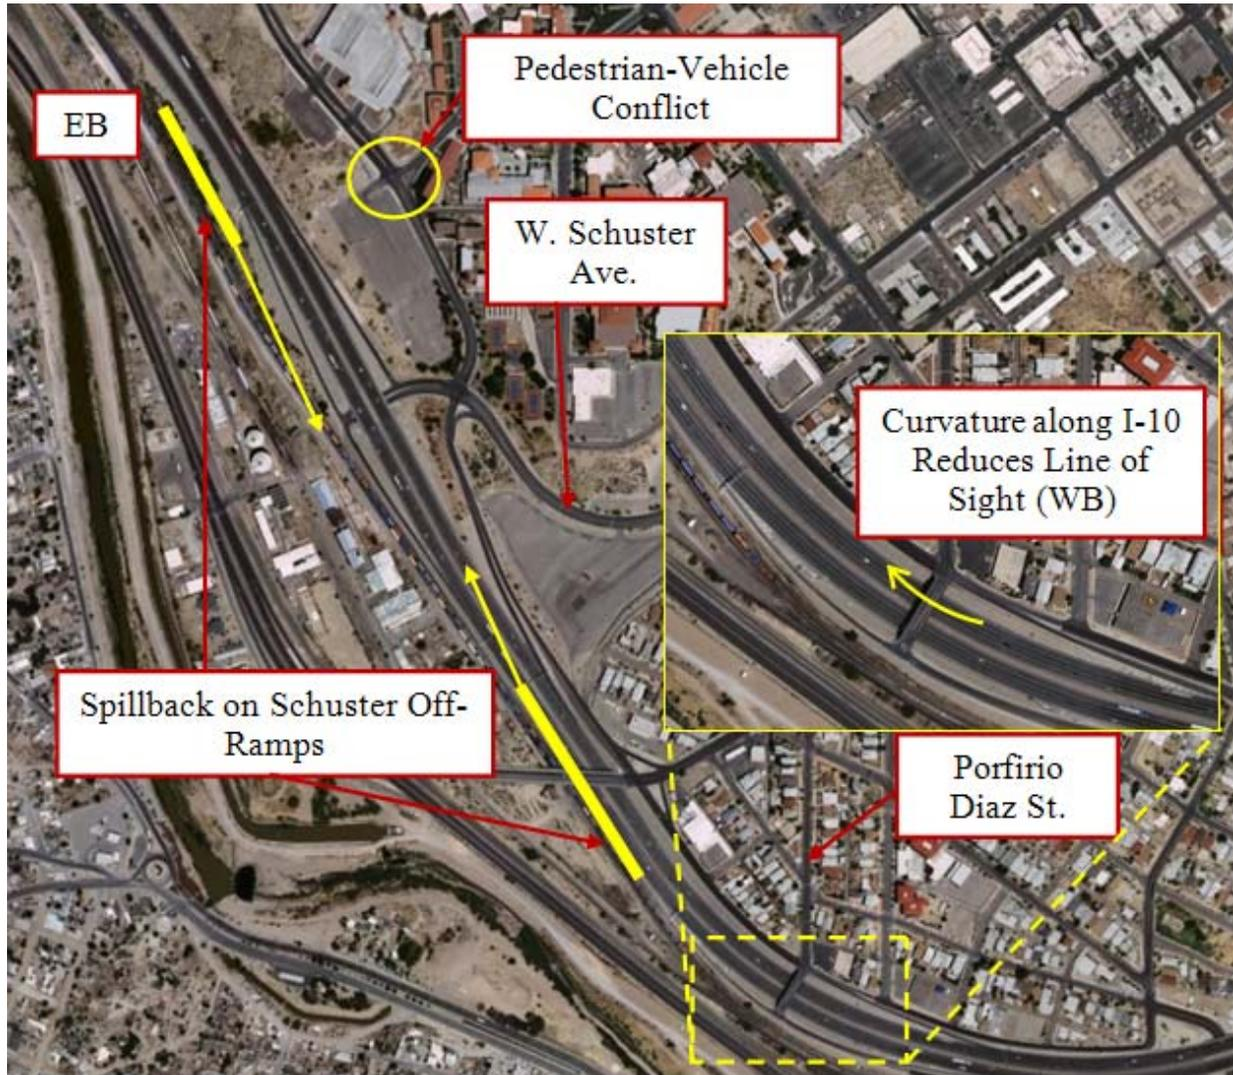 Pedestrian-Vehicle
Conflict
EB
W. Schuster
Ave.
Curvature along I-10
Reduces Line of
Sight (WB)
Spillback on Schuster Off-
Ramps
Porfirio
Diaz St.